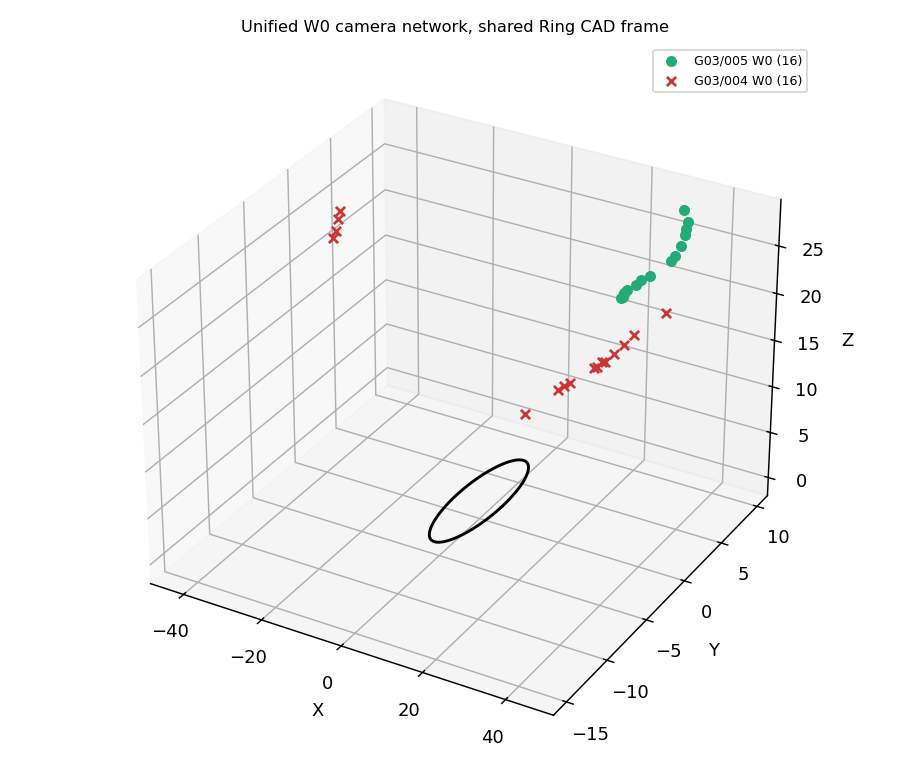 Unified W0 camera network, shared Ring CAD frame
G03/005 W0 (16)
G03/004 W0 (16)
25
20
15
10
5
0
Z
10
5
0
−5
−10
−15
Y
−40
−20
0
20
40
X